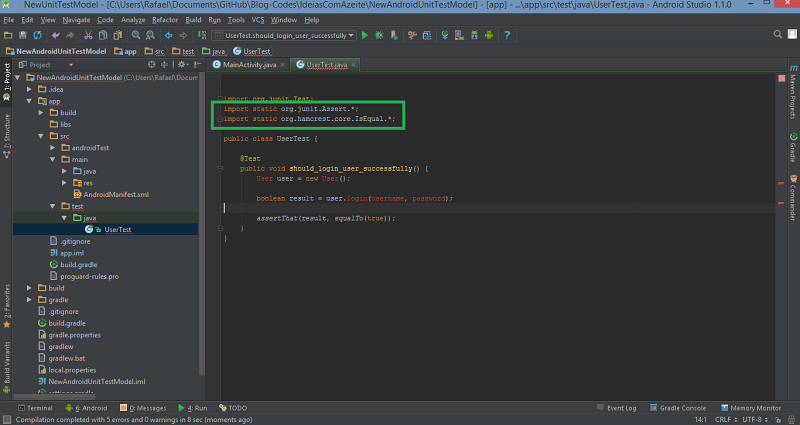 NewUnitTestModel - [C:\Users\Rafael\Documents\GitHub\Blog-Codes\IdeiasComAzeite\NewAndroidUnitTestModel] - [app] - ...\app\src\test\java\UserTest.java - Android Studio 1.1.0
File Edit View Navigate Code Analyze Refactor Build Run Tools VCS Window Help
UserTest.should_login_user_successfully
NewAndroidUnitTestModel app src test java UserTest
Project
MainActivity.java UserTest.java
NewAndroidUnitTestModel (C:\Users\Rafael\Docum
.idea
app
build
libs
src
androidTest
main
java
res
AndroidManifest.xml
test
java
UserTest
.gitignore
app.iml
build.gradle
proguard-rules.pro
build
gradle
.gitignore
build.gradle
gradle.properties
gradlew
gradlew.bat
local.properties
NewAndroidUnitTestModel.iml
settings.gradle
1: Project
7: Structure
2: Favorites
Build Variants
import org.junit.Test;
import static org.junit.Assert.*;
import static org.hamcrest.core.IsEqual.*;
public class UserTest {
@Test
public void should_login_user_successfully() {
User user = new User();
boolean result = user.login(username, password);
assertThat(result, equalTo(true));
}
}
Maven Projects
Gradle
Commander
Terminal 6: Android 0: Messages 4: Run TODO Event Log Gradle Console Memory Monitor
Compilation completed with 5 errors and 0 warnings in 8 sec (moments ago) 14:1 CRLF UTF-8